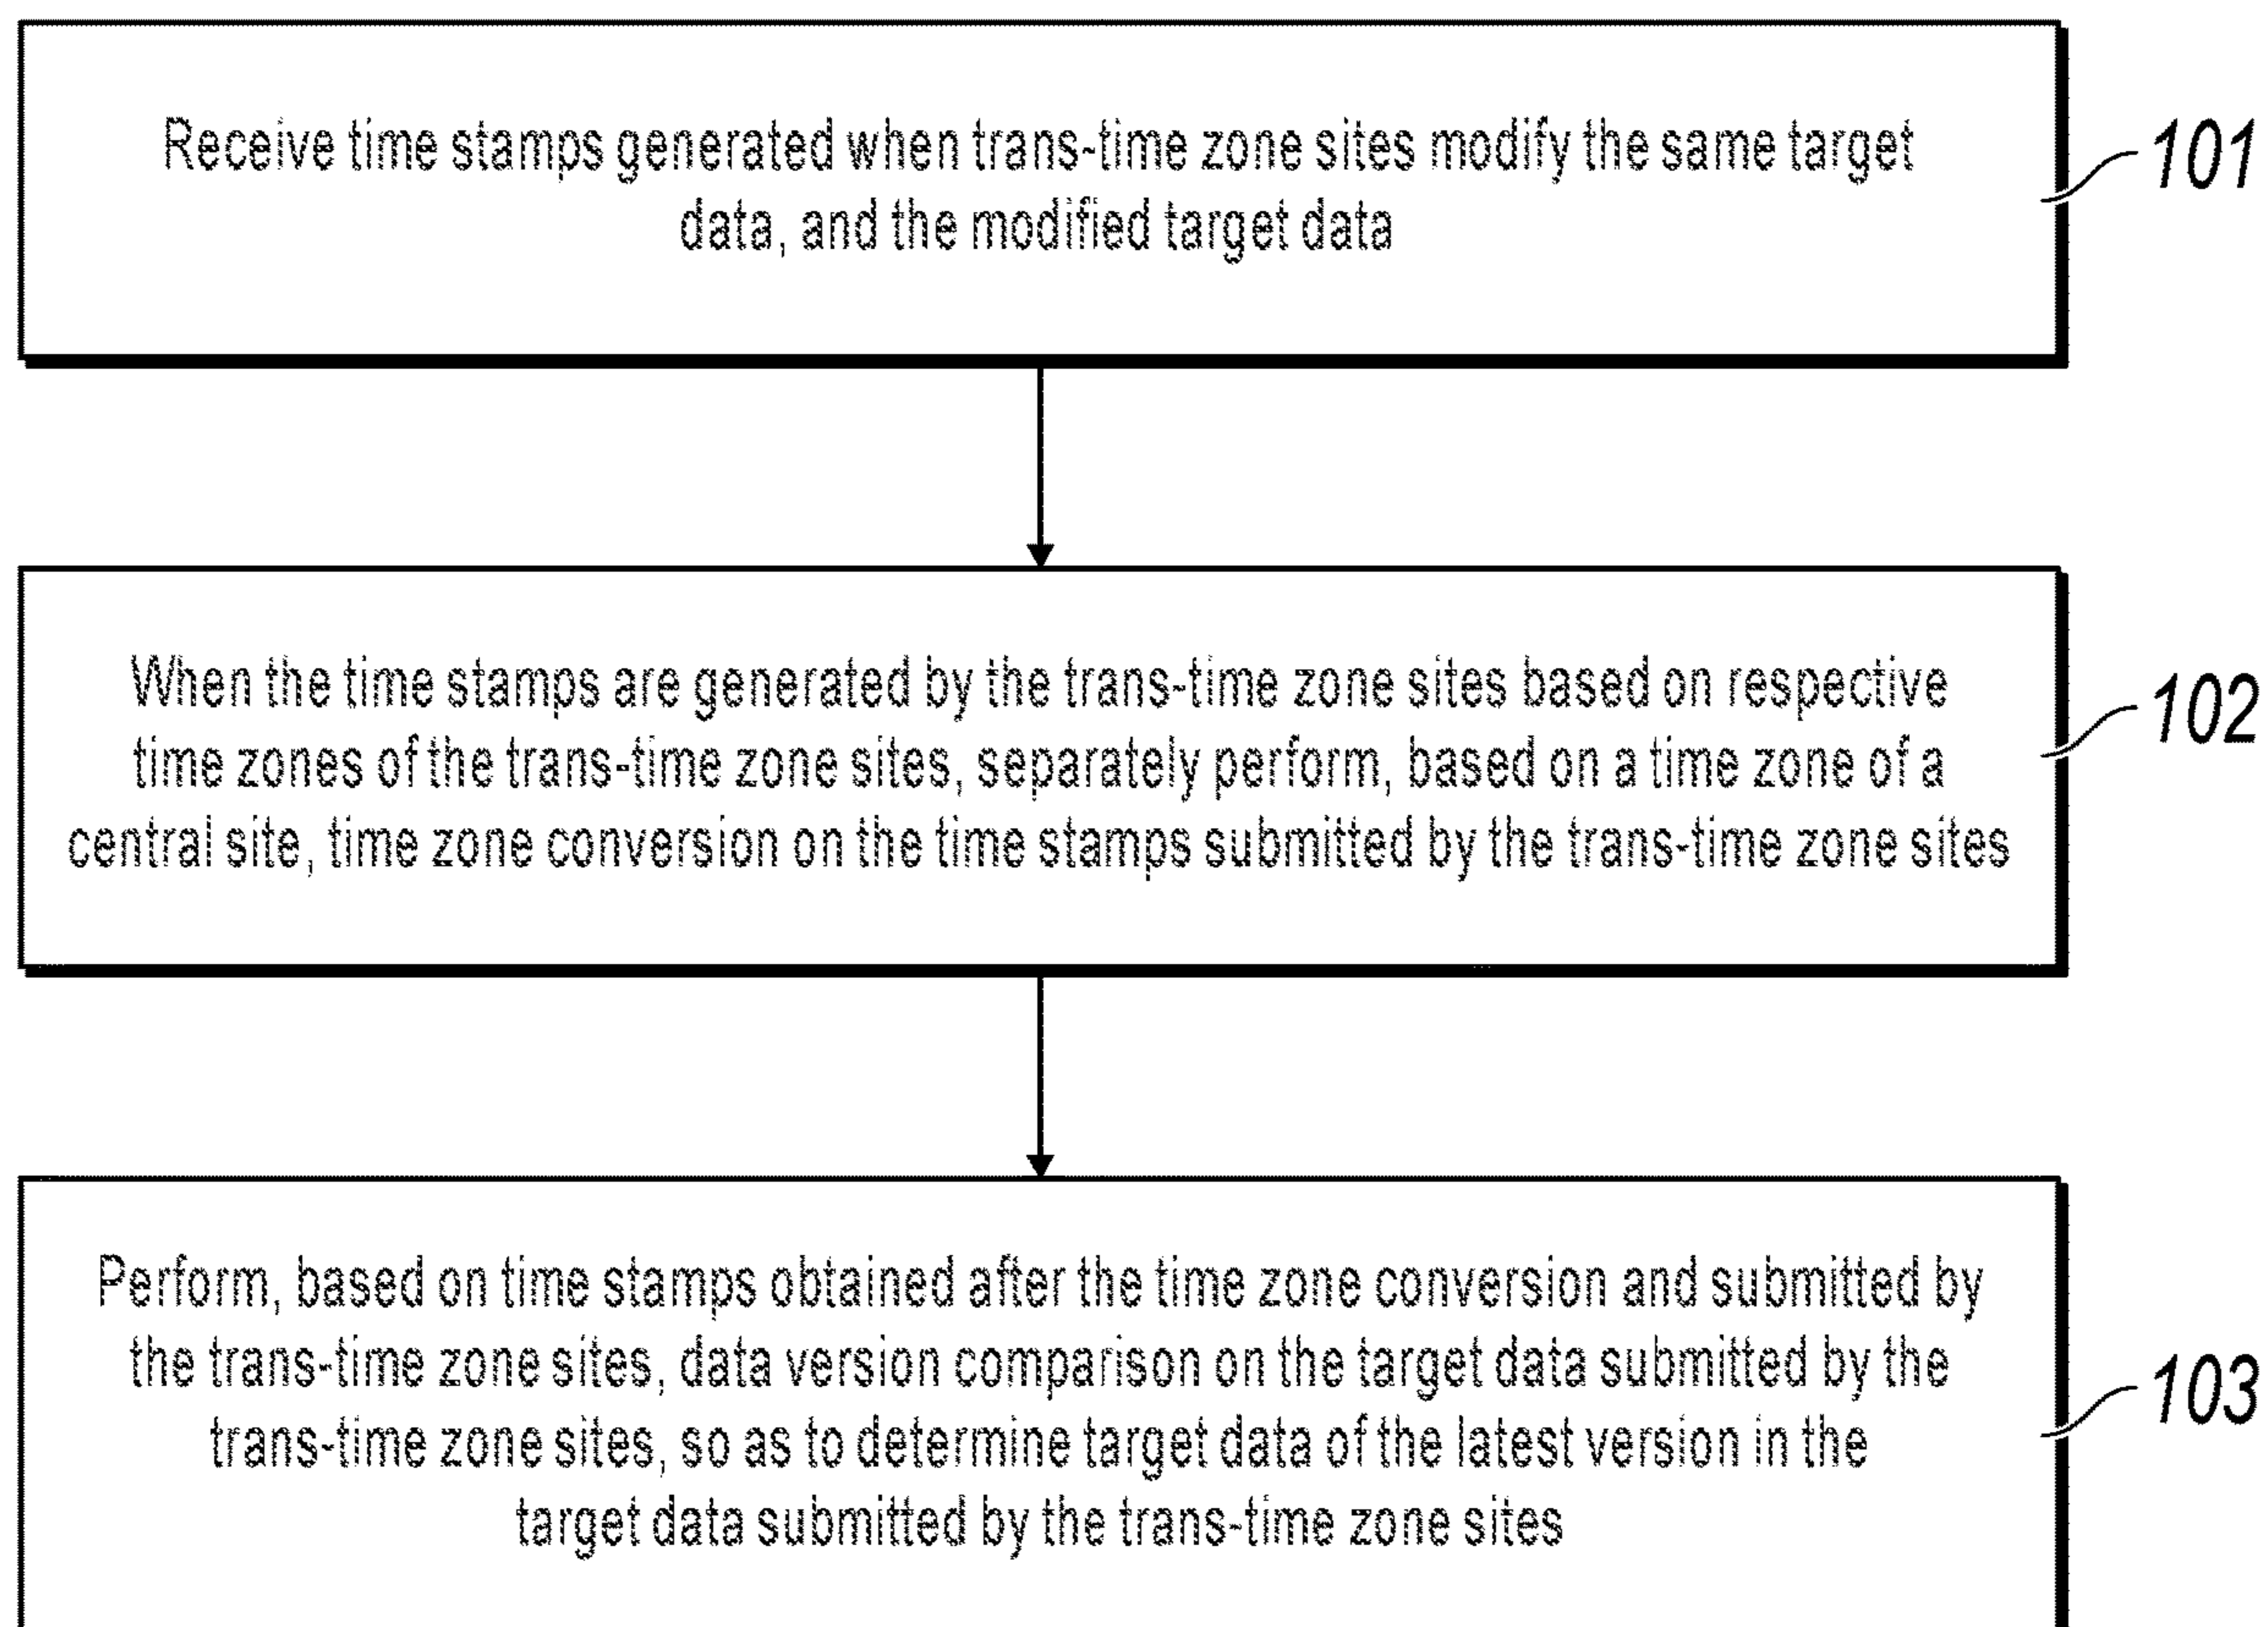 Receive time stamps generated when trans-time zone sites modify the same target
data, and the modified target data
101
When the time stamps are generated by the trans-time zone sites based on respective
time zones of the trans-time zone sites, separately perform, based on a time zone of a
central site, time zone conversion on the time stamps submitted by the trans-time zone sites
102
Perform, based on time stamps obtained after the time zone conversion and submitted by
the trans-time zone sites, data version comparison on the target data submitted by the
trans-time zone sites, so as to determine target data of the latest version in the
target data submitted by the trans-time zone sites
103